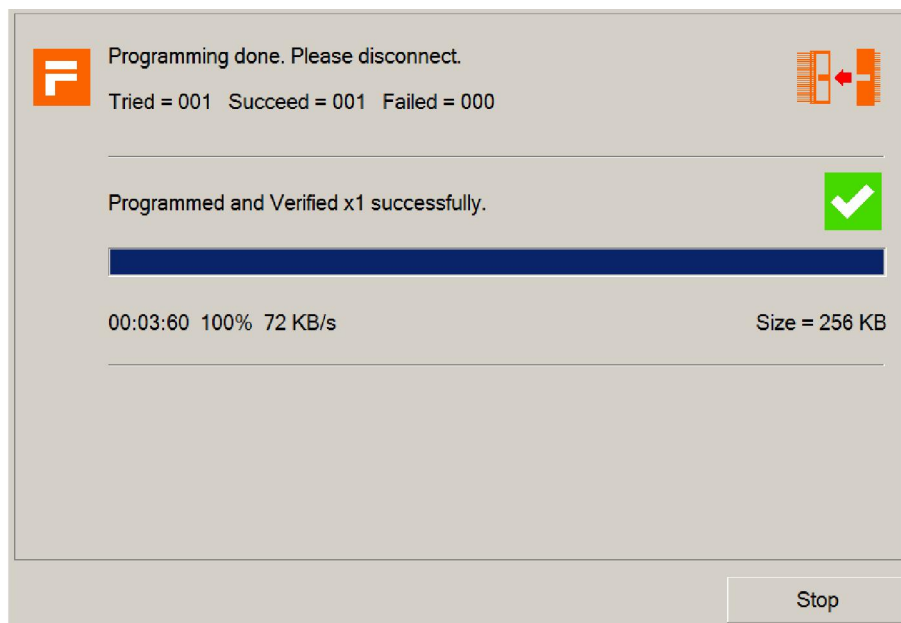 Programming done. Please disconnect.
Tried = 001 Succeed = 001 Failed = 000
Programmed and Verified x1 successfully.
00:03:60 100% 72 KB/s
Size = 256 KB
Stop